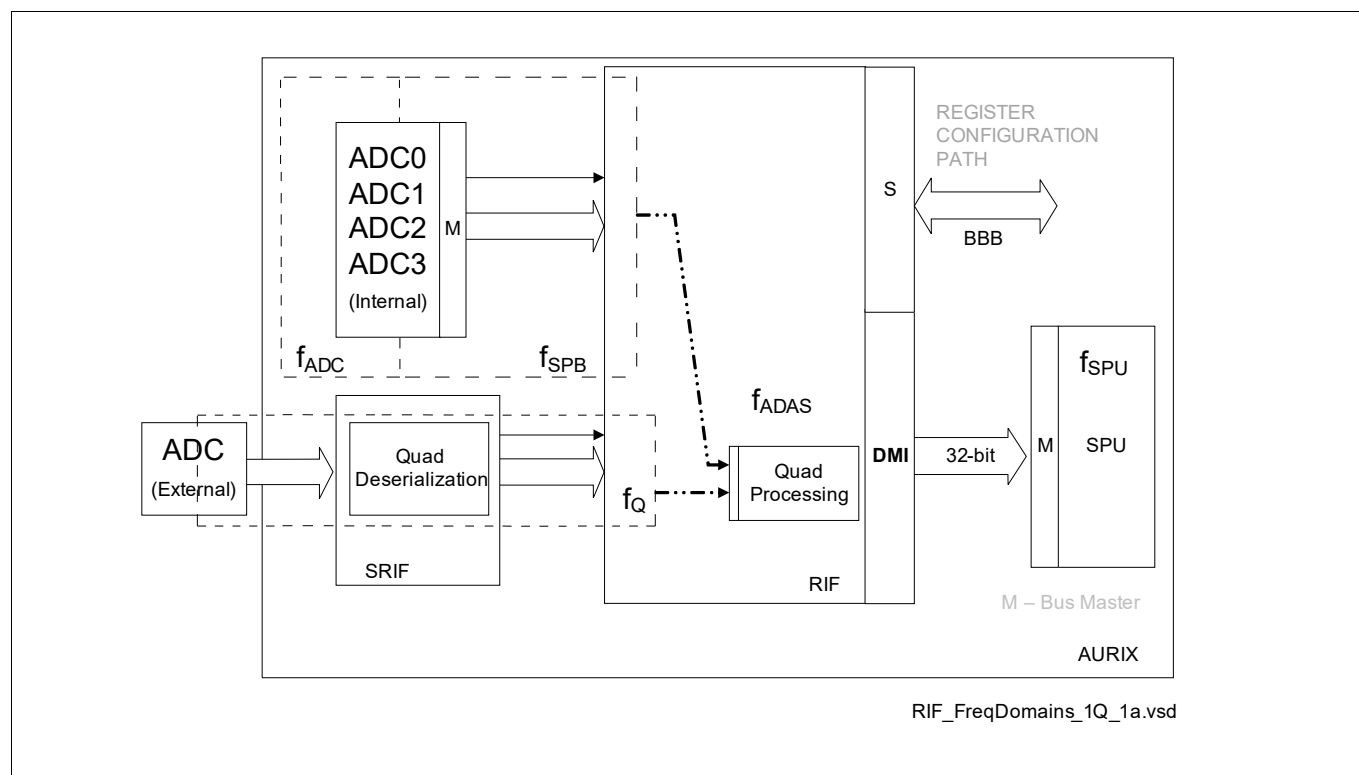 ADC0
ADC1
ADC2
ADC3
(Internal)
M
fADC
fSPB
ADC
(External)
Quad
Deserialization
SRIF
fQ
fADAS
Quad
Processing
RIF
S
DMI
REGISTER
CONFIGURATION
PATH
BBB
32-bit
M
fSPU
SPU
M – Bus Master
AURIX
RIF_FreqDomains_1Q_1a.vsd